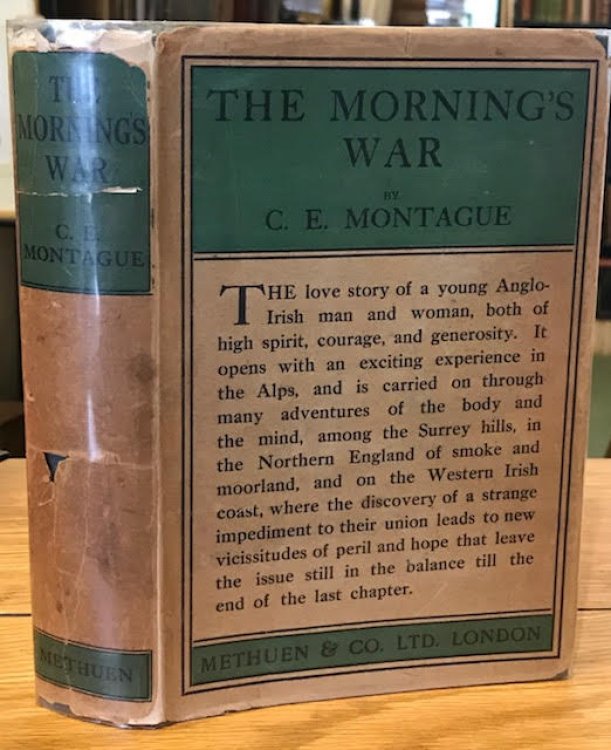 THE
MORNING'S
WAR
C. E.
MONTAGUE
METHUEN
THE MORNING'S
WAR
BY
C. E. MONTAGUE
THE love story of a young Anglo-
Irish man and woman, both of
high spirit, courage, and generosity. It
opens with an exciting experience in
the Alps, and is carried on through
many adventures of the body and
the mind, among the Surrey hills, in
the Northern England of smoke and
moorland, and on the Western Irish
coast, where the discovery of a strange
impediment to their union leads to new
vicissitudes of peril and hope that leave
the issue still in the balance till the
end of the last chapter.
METHUEN & CO. LTD. LONDON